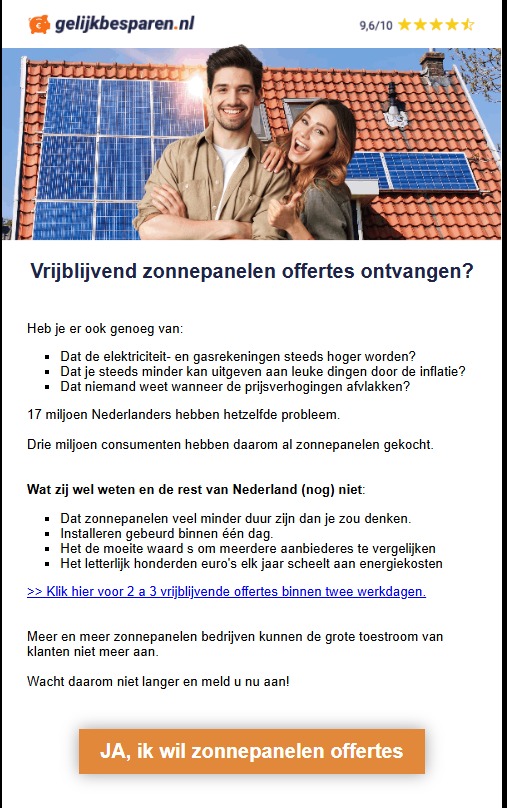 gelijkbesparen.nl
9,6/10
Vrijblijvend zonnepanelen offertes ontvangen?
Heb je er ook genoeg van:
Dat de elektriciteit- en gasrekeningen steeds hoger worden?
Dat je steeds minder kan uitgeven aan leuke dingen door de inflatie?
Dat niemand weet wanneer de prijsverhogingen afvlakken?
17 miljoen Nederlanders hebben hetzelfde probleem.
Drie miljoen consumenten hebben daarom al zonnepanelen gekocht.
Wat zij wel weten en de rest van Nederland (nog) niet:
Dat zonnepanelen veel minder duur zijn dan je zou denken.
Installeren gebeurd binnen één dag.
Het de moeite waard s om meerdere aanbiederes te vergelijken
Het letterlijk honderden euro's elk jaar scheelt aan energiekosten
>> Klik hier voor 2 a 3 vrijblijvende offertes binnen twee werkdagen.
Meer en meer zonnepanelen bedrijven kunnen de grote toestroom van
klanten niet meer aan.
Wacht daarom niet langer en meld u nu aan!
JA, ik wil zonnepanelen offertes